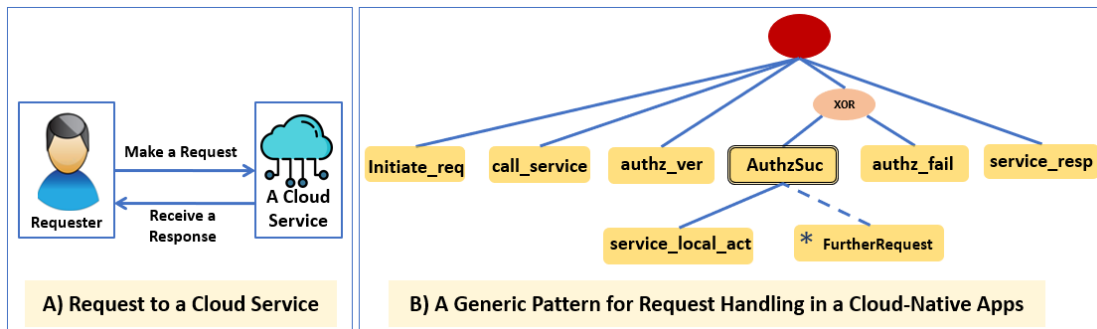 Make a Request
Requester
A Cloud
Service
Receive a
Response
A) Request to a Cloud Service
XOR
Initiate_req
call_service
authz_ver
AuthzSuc
authz_fail
service_resp
service_local_act
* FurtherRequest
B) A Generic Pattern for Request Handling in a Cloud-Native Apps